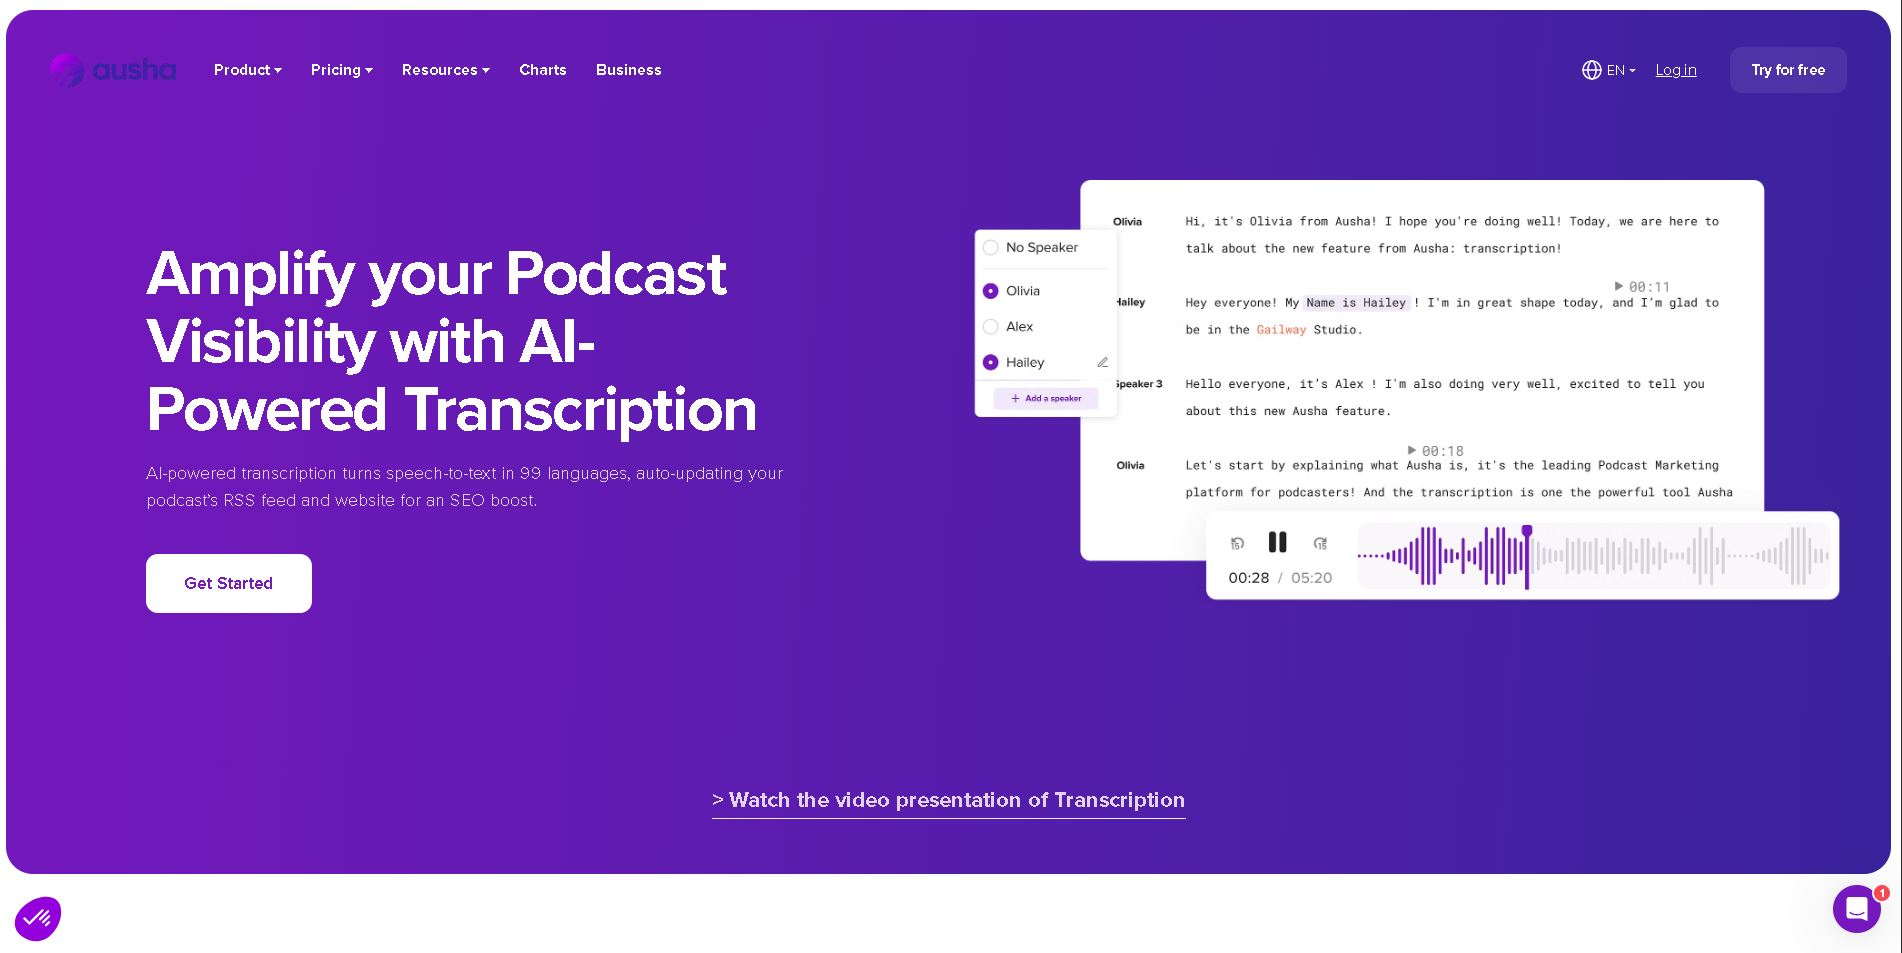 ausha
Product
Pricing
Resources
Charts
Business
EN
Log in
Try for free
Amplify your Podcast
Visibility with AI-
Powered Transcription
AI-powered transcription turns speech-to-text in 99 languages, auto-updating your
podcast's RSS feed and website for an SEO boost.
Get Started
No Speaker
Olivia
Alex
Hailey
+ Add a speaker
Olivia
Hi, it's Olivia from Ausha! I hope you're doing well! Today, we are here to
talk about the new feature from Ausha: transcription!
00:11
Hailey
Hey everyone! My Name is Hailey ! I'm in great shape today, and I'm glad to
be in the Gailway Studio.
Speaker 3
Hello everyone, it's Alex ! I'm also doing very well, excited to tell you
about this new Ausha feature.
00:18
Olivia
Let's start by explaining what Ausha is, it's the leading Podcast Marketing
platform for podcasters! And the transcription is one the powerful tool Ausha
15
15
00:28 / 05:20
> Watch the video presentation of Transcription
1